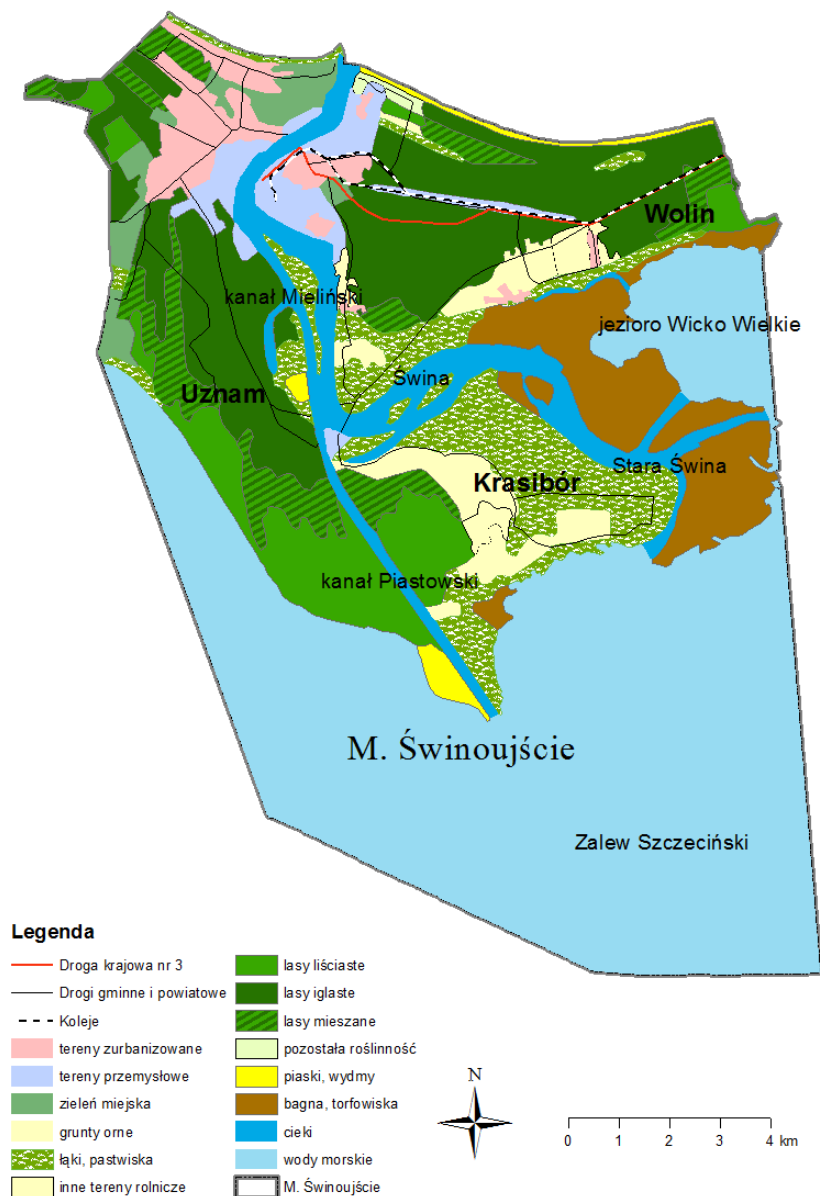 Wolin
kanał Mieliński
jezioro Wicko Wielkie
Świna
Uznam
Stara Świna
Krasibór
kanał Piastowski
M. Świnoujście
Zalew Szczeciński
Legenda
Droga krajowa nr 3
Drogi gminne i powiatowe
Koleje
tereny zurbanizowane
tereny przemysłowe
zieleń miejska
grunty orne
łąki, pastwiska
inne tereny rolnicze
lasy liściaste
lasy iglaste
lasy mieszane
pozostała roślinność
piaski, wydmy
bagna, torfowiska
cieki
wody morskie
M. Świnoujście
N
0 1 2 3 4 km